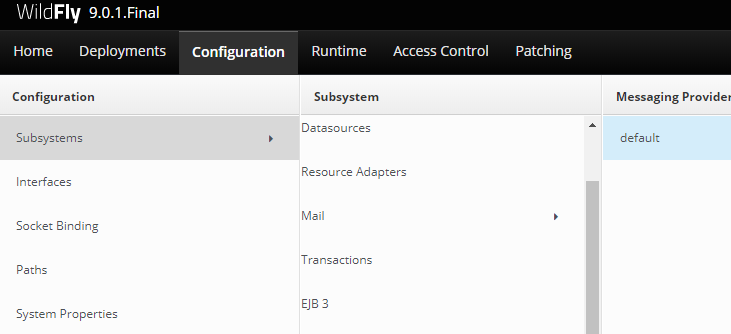 WildFly 9.0.1.Final
Home Deployments Configuration Runtime Access Control Patching
Configuration
Subsystems
Interfaces
Socket Binding
Paths
System Properties
Subsystem
Datasources
Resource Adapters
Mail
Transactions
EJB 3
Messaging Provider
default